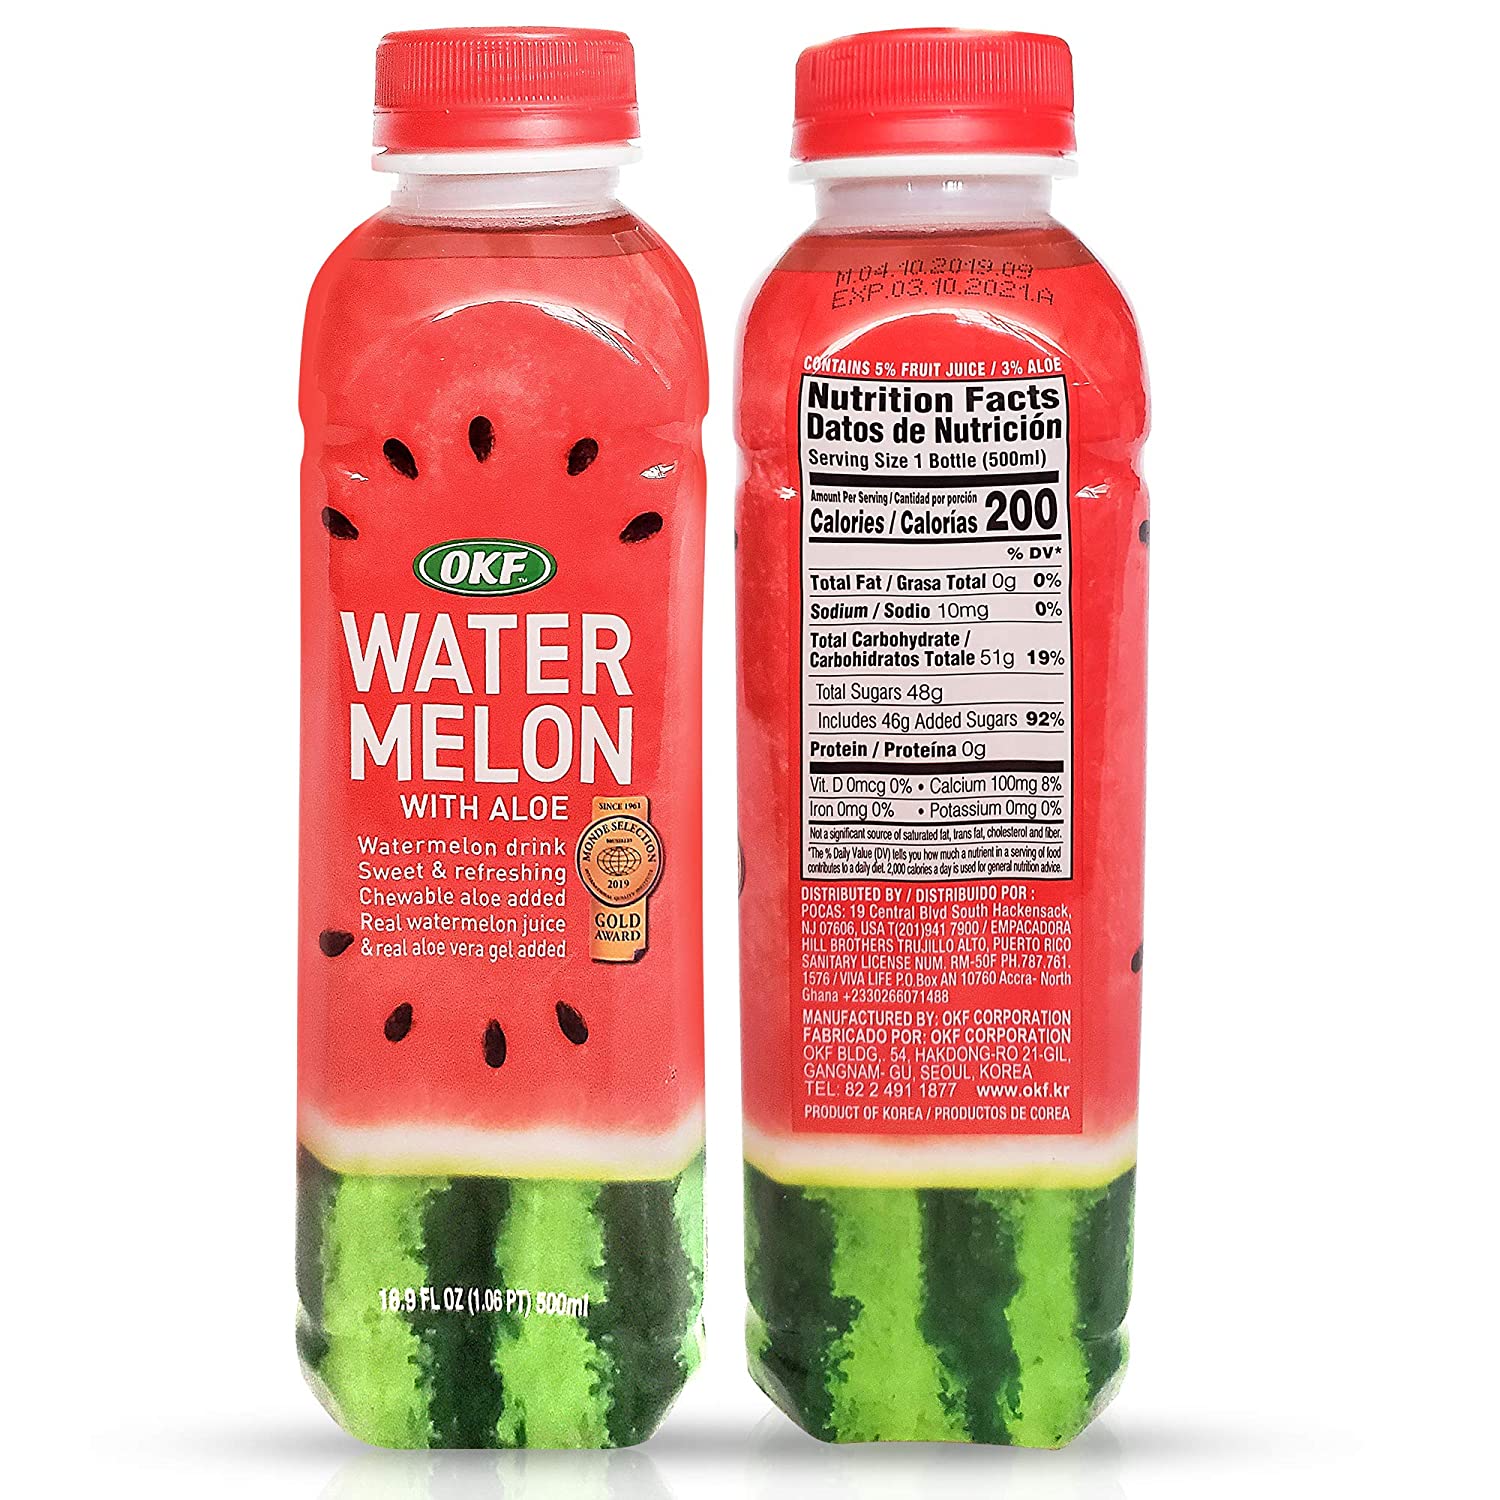 OKF™
WATER
MELON
WITH ALOE
Watermelon drink
Sweet & refreshing
Chewable aloe added
Real watermelon juice
& real aloe vera gel added
SINCE 1961
MONDE SELECTION
2019
GOLD
AWARD
16.9 FL OZ (1.06 PT) 500ml
M.04.10.2019.09
EXP.03.10.2021.A
CONTAINS 5% FRUIT JUICE / 3% ALOE
Nutrition Facts
Datos de Nutrición
Serving Size 1 Bottle (500ml)
Amount Per Serving / Cantidad por porción
Calories / Calorías 200
% DV*
Total Fat / Grasa Total 0g 0%
Sodium / Sodio 10mg 0%
Total Carbohydrate /
Carbohidratos Totale 51g 19%
Total Sugars 48g
Includes 46g Added Sugars 92%
Protein / Proteína 0g
Vit. D 0mcg 0% • Calcium 100mg 8%
Iron 0mg 0% • Potassium 0mg 0%
Not a significant source of saturated fat, trans fat, cholesterol and fiber.
*The % Daily Value (DV) tells you how much a nutrient in a serving of food
contributes to a daily diet. 2,000 calories a day is used for general nutrition advice.
DISTRIBUTED BY / DISTRIBUIDO POR :
POCAS: 19 Central Blvd South Hackensack,
NJ 07606, USA T(201)941 7900 / EMPACADORA
HILL BROTHERS TRUJILLO ALTO, PUERTO RICO
SANITARY LICENSE NUM. RM-50F PH.787.761.
1576 / VIVA LIFE P.O.Box AN 10760 Accra- North
Ghana +2330266071488
MANUFACTURED BY: OKF CORPORATION
FABRICADO POR: OKF CORPORATION
OKF BLDG,. 54, HAKDONG-RO 21-GIL,
GANGNAM- GU, SEOUL, KOREA
TEL: 82 2 491 1877 www.okf.kr
PRODUCT OF KOREA / PRODUCTOS DE COREA